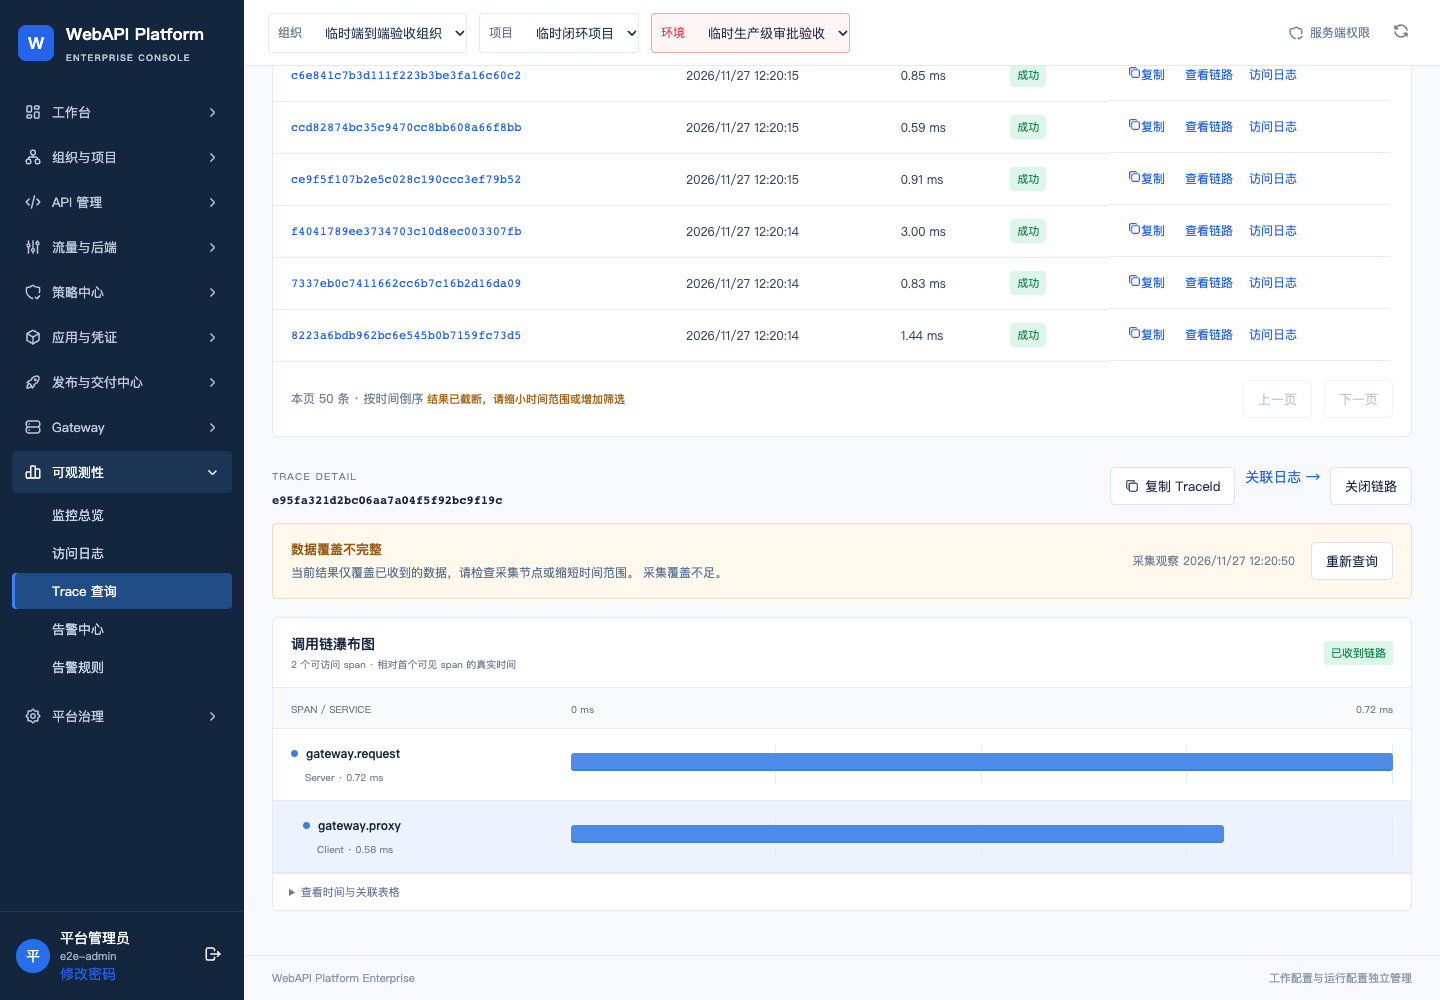 W
WebAPI Platform
ENTERPRISE CONSOLE
工作台
组织与项目
API 管理
流量与后端
策略中心
应用与凭证
发布与交付中心
Gateway
可观测性
监控总览
访问日志
Trace 查询
告警中心
告警规则
平台治理
平
平台管理员
e2e-admin
修改密码
组织 临时端到端验收组织
项目 临时闭环项目
环境 临时生产级审批验收
服务端权限
c6e841c7b3d111f223b3be3fa16c60c2 2026/11/27 12:20:15 0.85 ms 成功 复制 查看链路 访问日志
ccd82874bc35c9470cc8bb608a66f8bb 2026/11/27 12:20:15 0.59 ms 成功 复制 查看链路 访问日志
ce9f5f107b2e5c028c190ccc3ef79b52 2026/11/27 12:20:15 0.91 ms 成功 复制 查看链路 访问日志
f4041789ee3734703c10d8ec003307fb 2026/11/27 12:20:14 3.00 ms 成功 复制 查看链路 访问日志
7337eb0c7411662cc6b7c16b2d16da09 2026/11/27 12:20:14 0.83 ms 成功 复制 查看链路 访问日志
8223a6bdb962bc6e545b0b7159fc73d5 2026/11/27 12:20:14 1.44 ms 成功 复制 查看链路 访问日志
本页 50 条 · 按时间倒序 结果已截断，请缩小时间范围或增加筛选
上一页 下一页
TRACE DETAIL
e95fa321d2bc06aa7a04f5f92bc9f19c
复制 TraceId 关联日志 → 关闭链路
数据覆盖不完整
当前结果仅覆盖已收到的数据，请检查采集节点或缩短时间范围。 采集覆盖不足。
采集观察 2026/11/27 12:20:50 重新查询
调用链瀑布图
2 个可访问 span · 相对首个可见 span 的真实时间
已收到链路
SPAN / SERVICE 0 ms 0.72 ms
gateway.request
Server · 0.72 ms
gateway.proxy
Client · 0.58 ms
查看时间与关联表格
WebAPI Platform Enterprise
工作配置与运行配置独立管理